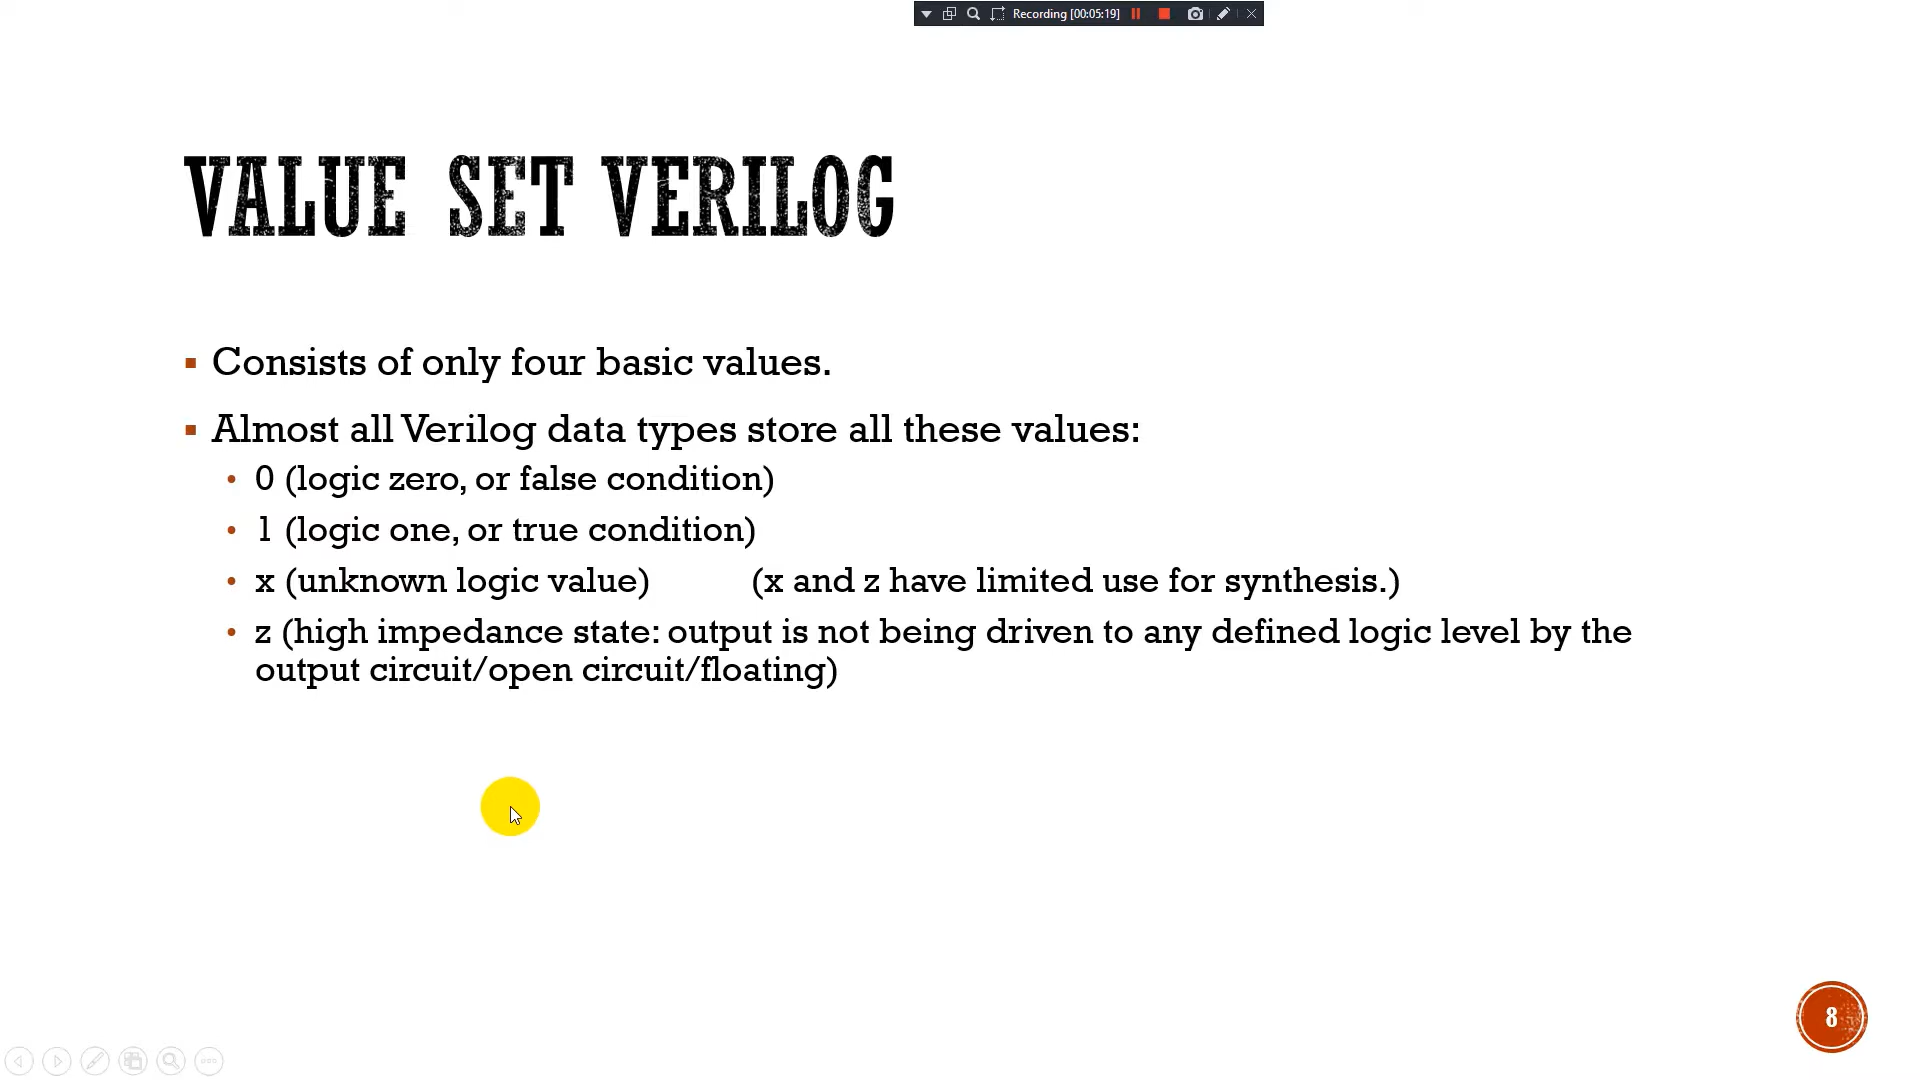 Recording [00:05:19]
VALUE SET VERILOG
▪ Consists of only four basic values.
▪ Almost all Verilog data types store all these values:
• 0 (logic zero, or false condition)
• 1 (logic one, or true condition)
• x (unknown logic value) (x and z have limited use for synthesis.)
• z (high impedance state: output is not being driven to any defined logic level by the
output circuit/open circuit/floating)
8